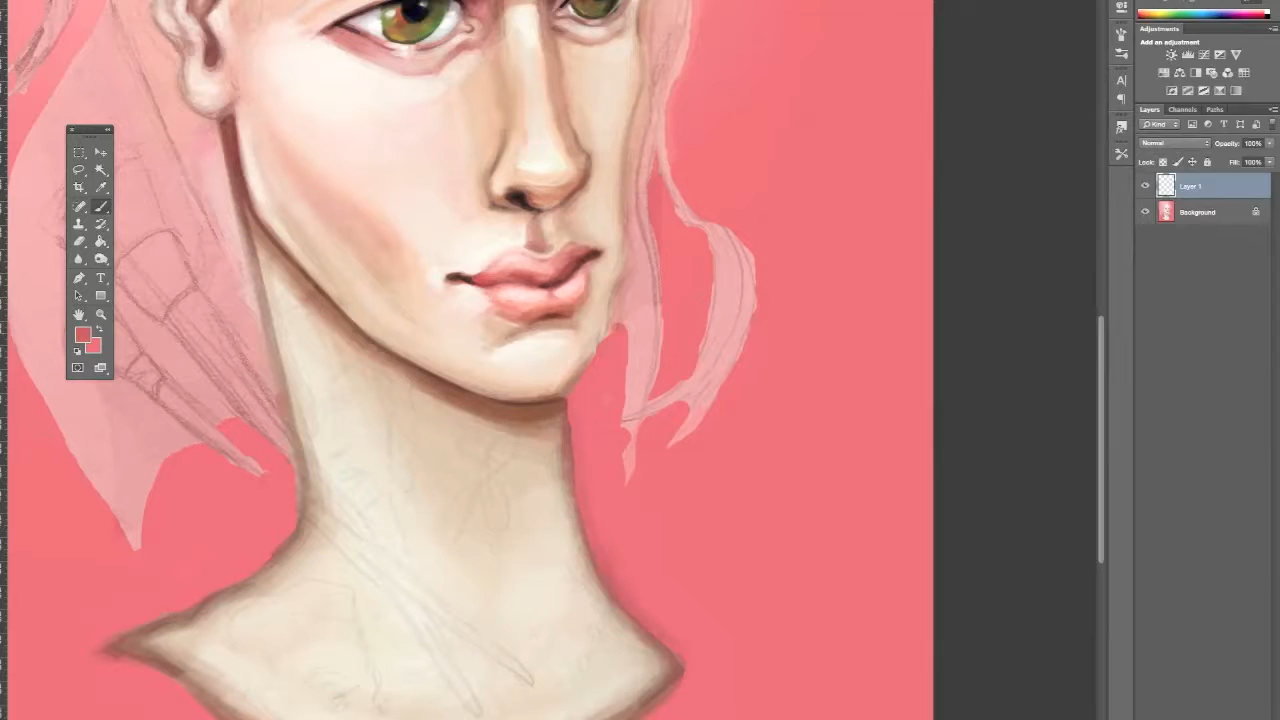 Adjustments
Add an adjustment
Layers Channels Paths
Kind
Normal Opacity: 100%
Lock: Fill: 100%
Layer 1
Background